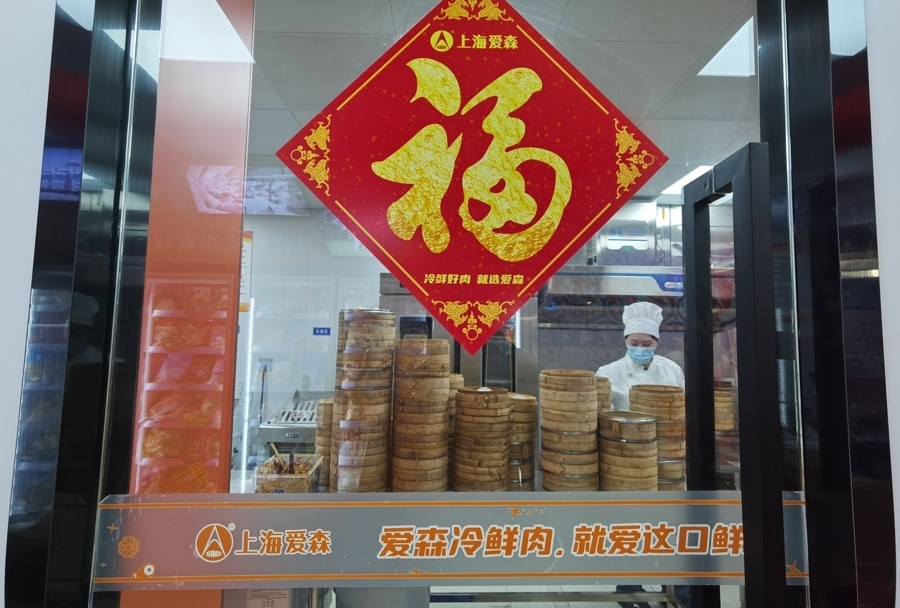 上海爱森
福
冷鲜好肉 就选爱森
上海爱森
爱森冷鲜肉，就爱这口鲜